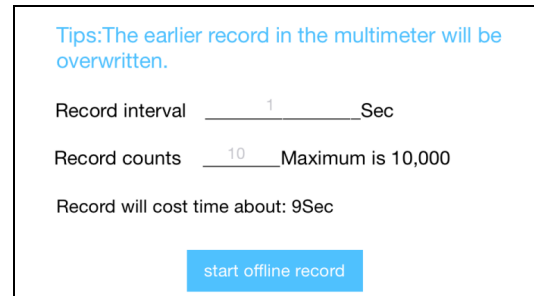 Tips:The earlier record in the multimeter will be
overwritten.
Record interval 1 Sec
Record counts 10 Maximum is 10,000
Record will cost time about: 9Sec
start offline record